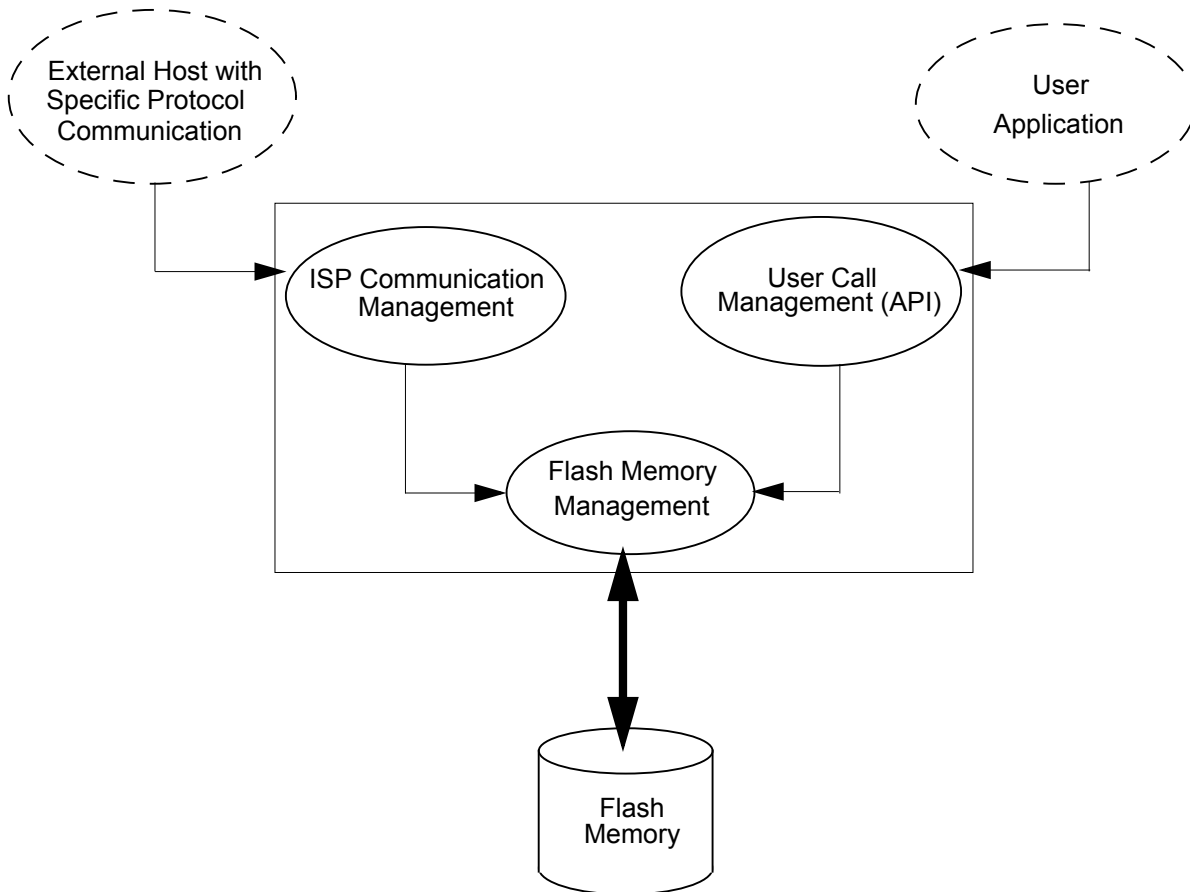 External Host with
Specific Protocol
Communication
User
Application
ISP Communication
Management
User Call
Management (API)
Flash Memory
Management
Flash
Memory